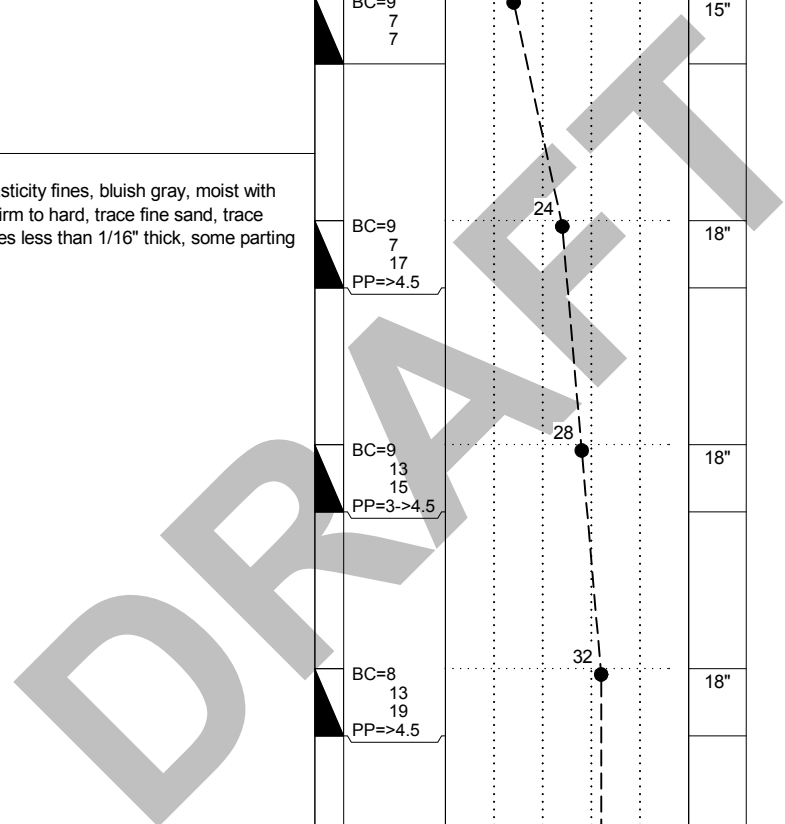 BC=9
7
7
15"
sticity fines, bluish gray, moist with
irm to hard, trace fine sand, trace
es less than 1/16" thick, some parting
24
BC=9
7
17
PP=>4.5
18"
28
BC=9
13
15
PP=3->4.5
18"
32
BC=8
13
19
PP=>4.5
18"
DRAFT